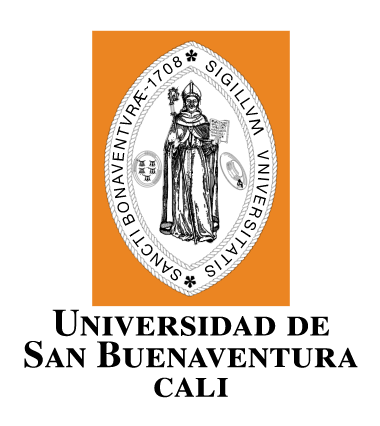 SIGILLVM VNIVERSITATIS
SANCTI BONAVENTVRÆ-1708
UNIVERSIDAD DE
SAN BUENAVENTURA
CALI